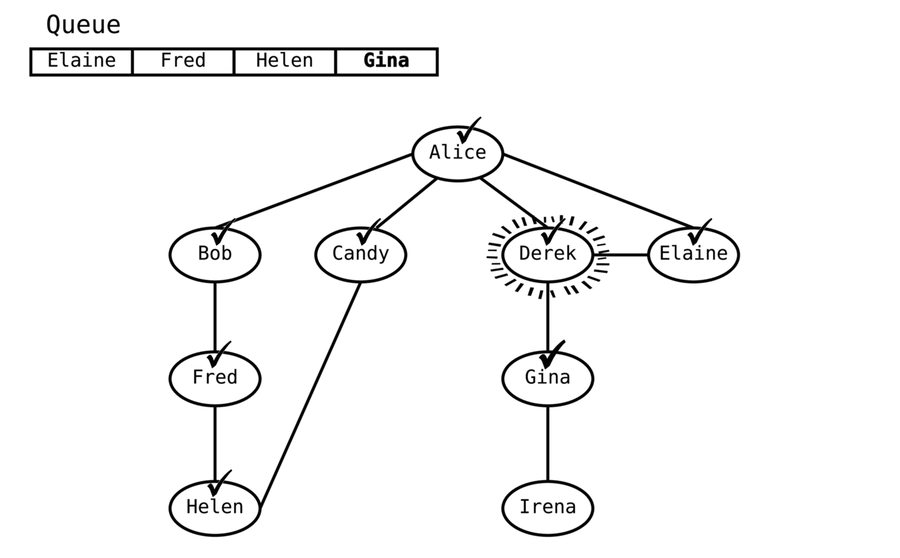 Queue
Elaine Fred Helen Gina
Alice
Bob Candy Derek Elaine
Fred Gina
Helen Irena